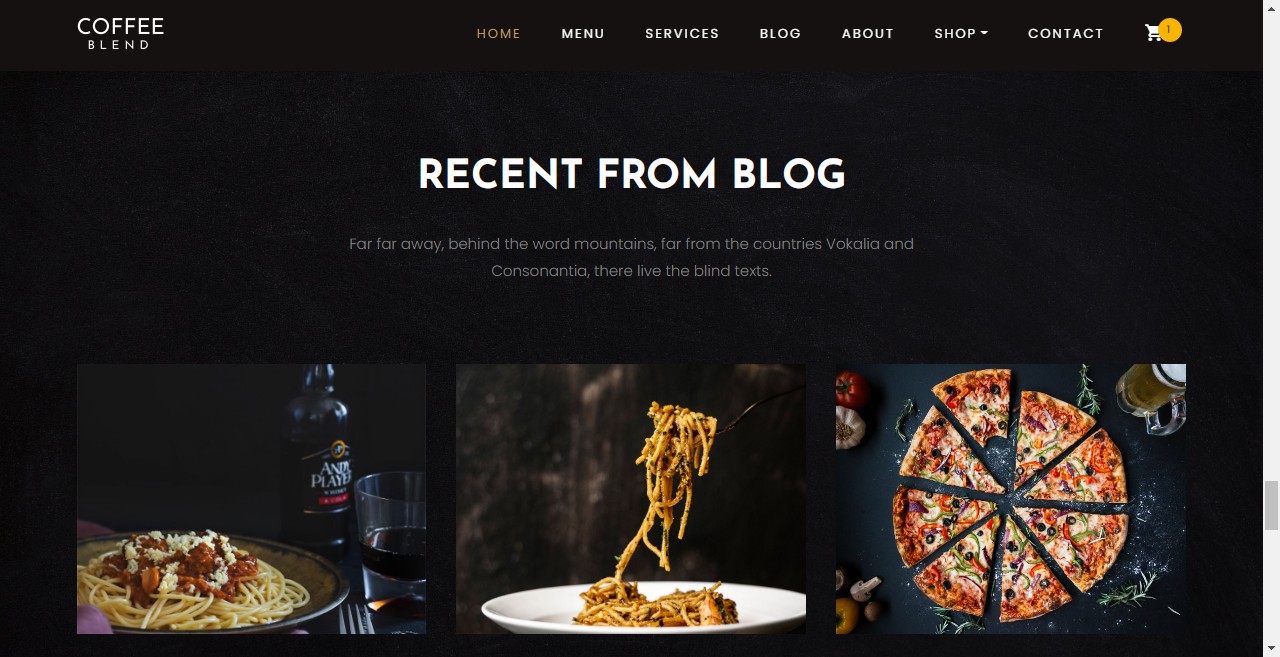 COFFEE
BLEND
HOME MENU SERVICES BLOG ABOUT SHOP CONTACT 1
RECENT FROM BLOG
Far far away, behind the word mountains, far from the countries Vokalia and
Consonantia, there live the blind texts.
PLAYER